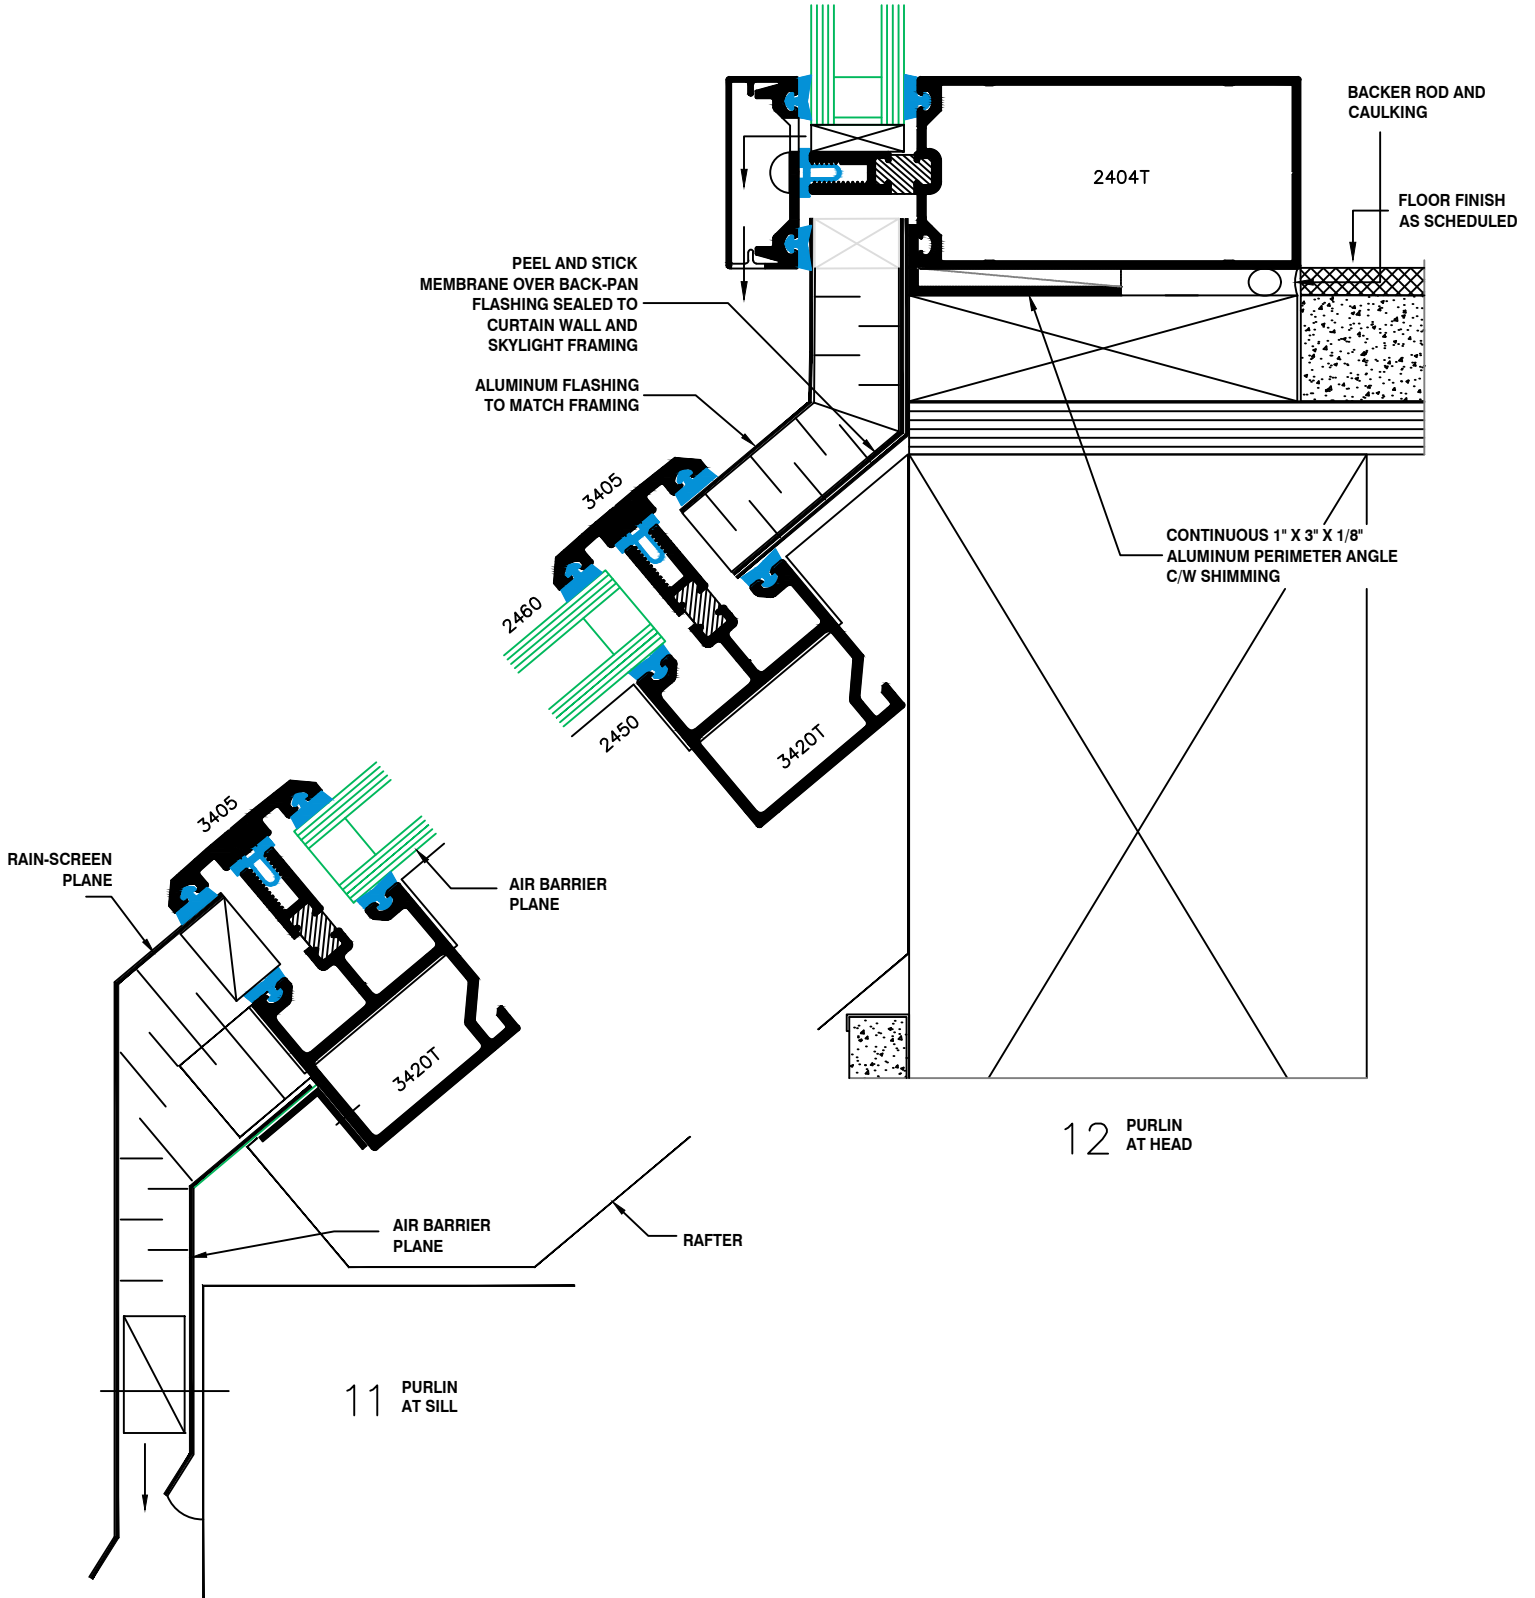 BACKER ROD AND
CAULKING
2404T
FLOOR FINISH
AS SCHEDULED
PEEL AND STICK
MEMBRANE OVER BACK-PAN
FLASHING SEALED TO
CURTAIN WALL AND
SKYLIGHT FRAMING
ALUMINUM FLASHING
TO MATCH FRAMING
3405
2460
CONTINUOUS 1" X 3" X 1/8"
ALUMINUM PERIMETER ANGLE
C/W SHIMMING
2450
3420T
3405
RAIN-SCREEN
PLANE
AIR BARRIER
PLANE
3420T
12 PURLIN
AT HEAD
AIR BARRIER
PLANE
RAFTER
11 PURLIN
AT SILL